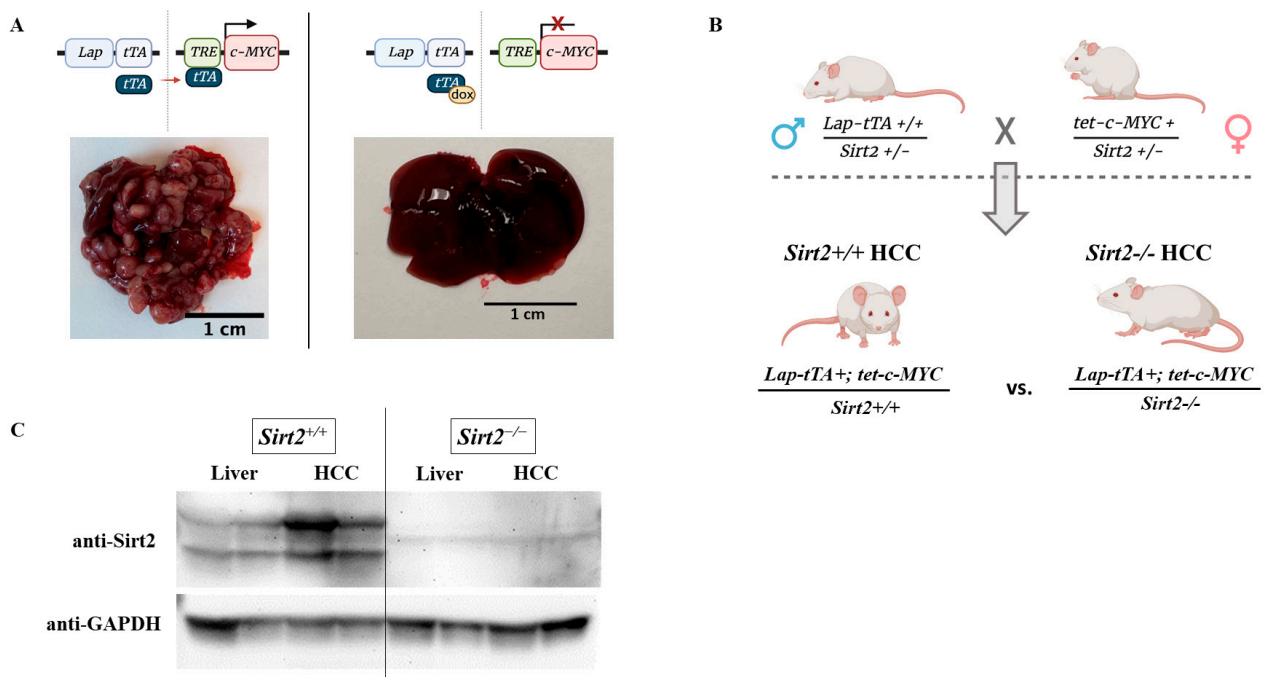 A
Lap tTA TRE c-MYC
tTA tTA
Lap tTA TRE c-MYC
tTA
dox
X
1 cm
1 cm
B
Lap-tTA +/+
Sirt2 +/-
X
tet-c-MYC +
Sirt2 +/-
Sirt2+/+ HCC
Sirt2-/- HCC
Lap-tTA+; tet-c-MYC
Sirt2+/+
vs.
Lap-tTA+; tet-c-MYC
Sirt2-/-
C
Sirt2+/+
Sirt2−/−
Liver HCC
Liver HCC
anti-Sirt2
anti-GAPDH